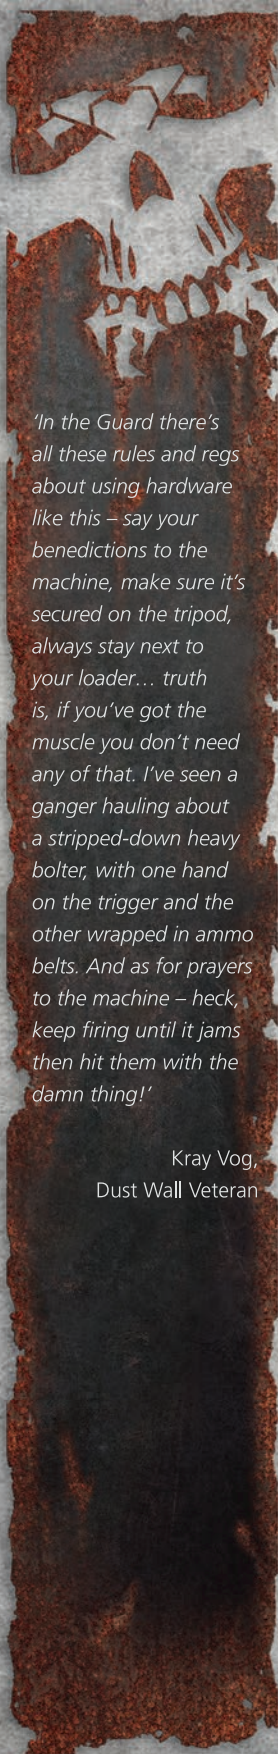 ‘In the Guard there’s
all these rules and regs
about using hardware
like this – say your
benedictions to the
machine, make sure it’s
secured on the tripod,
always stay next to
your loader… truth
is, if you’ve got the
muscle you don’t need
any of that. I’ve seen a
ganger hauling about
a stripped-down heavy
bolter, with one hand
on the trigger and the
other wrapped in ammo
belts. And as for prayers
to the machine – heck,
keep firing until it jams
then hit them with the
damn thing!’
Kray Vog,
Dust Wall Veteran